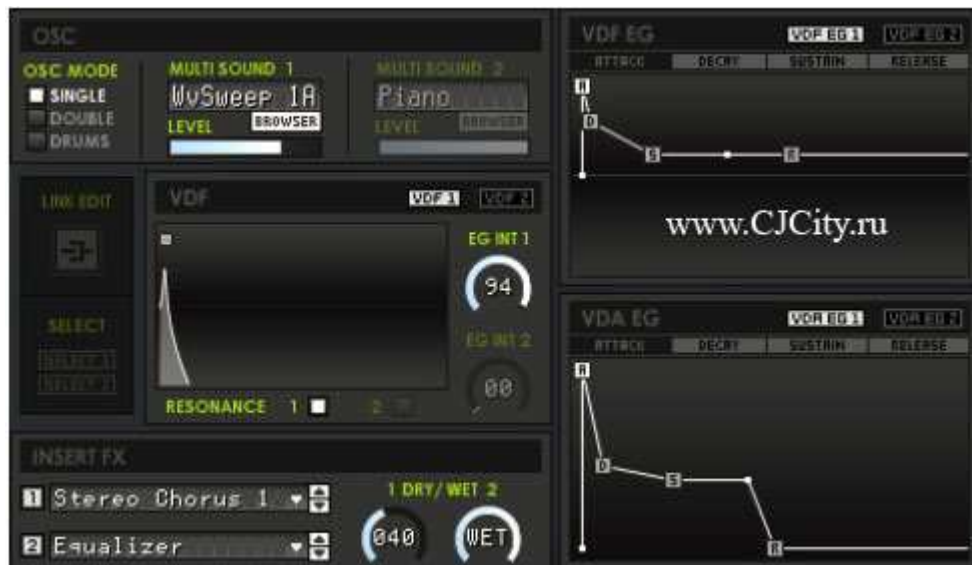 OSC
OSC MODE
SINGLE
DOUBLE
DRUMS
MULTI SOUND 1
WvSweep 1A
LEVEL BROWSER
MULTI SOUND 2
Piano
LEVEL BROWSER
LINK EDIT
SELECT
SELECT 1
SELECT 2
VDF VDF 1 VDF 2
EG INT 1
94
EG INT 2
00
RESONANCE 1 2
INSERT FX
1 Stereo Chorus 1
2 Equalizer
1 DRY/WET 2
040 WET
VDF EG VDF EG 1 VDF EG 2
ATTACK DECAY SUSTAIN RELEASE
A
D
S R
www.CJCity.ru
VDA EG VDA EG 1 VDA EG 2
ATTACK DECAY SUSTAIN RELEASE
A
D
S
R